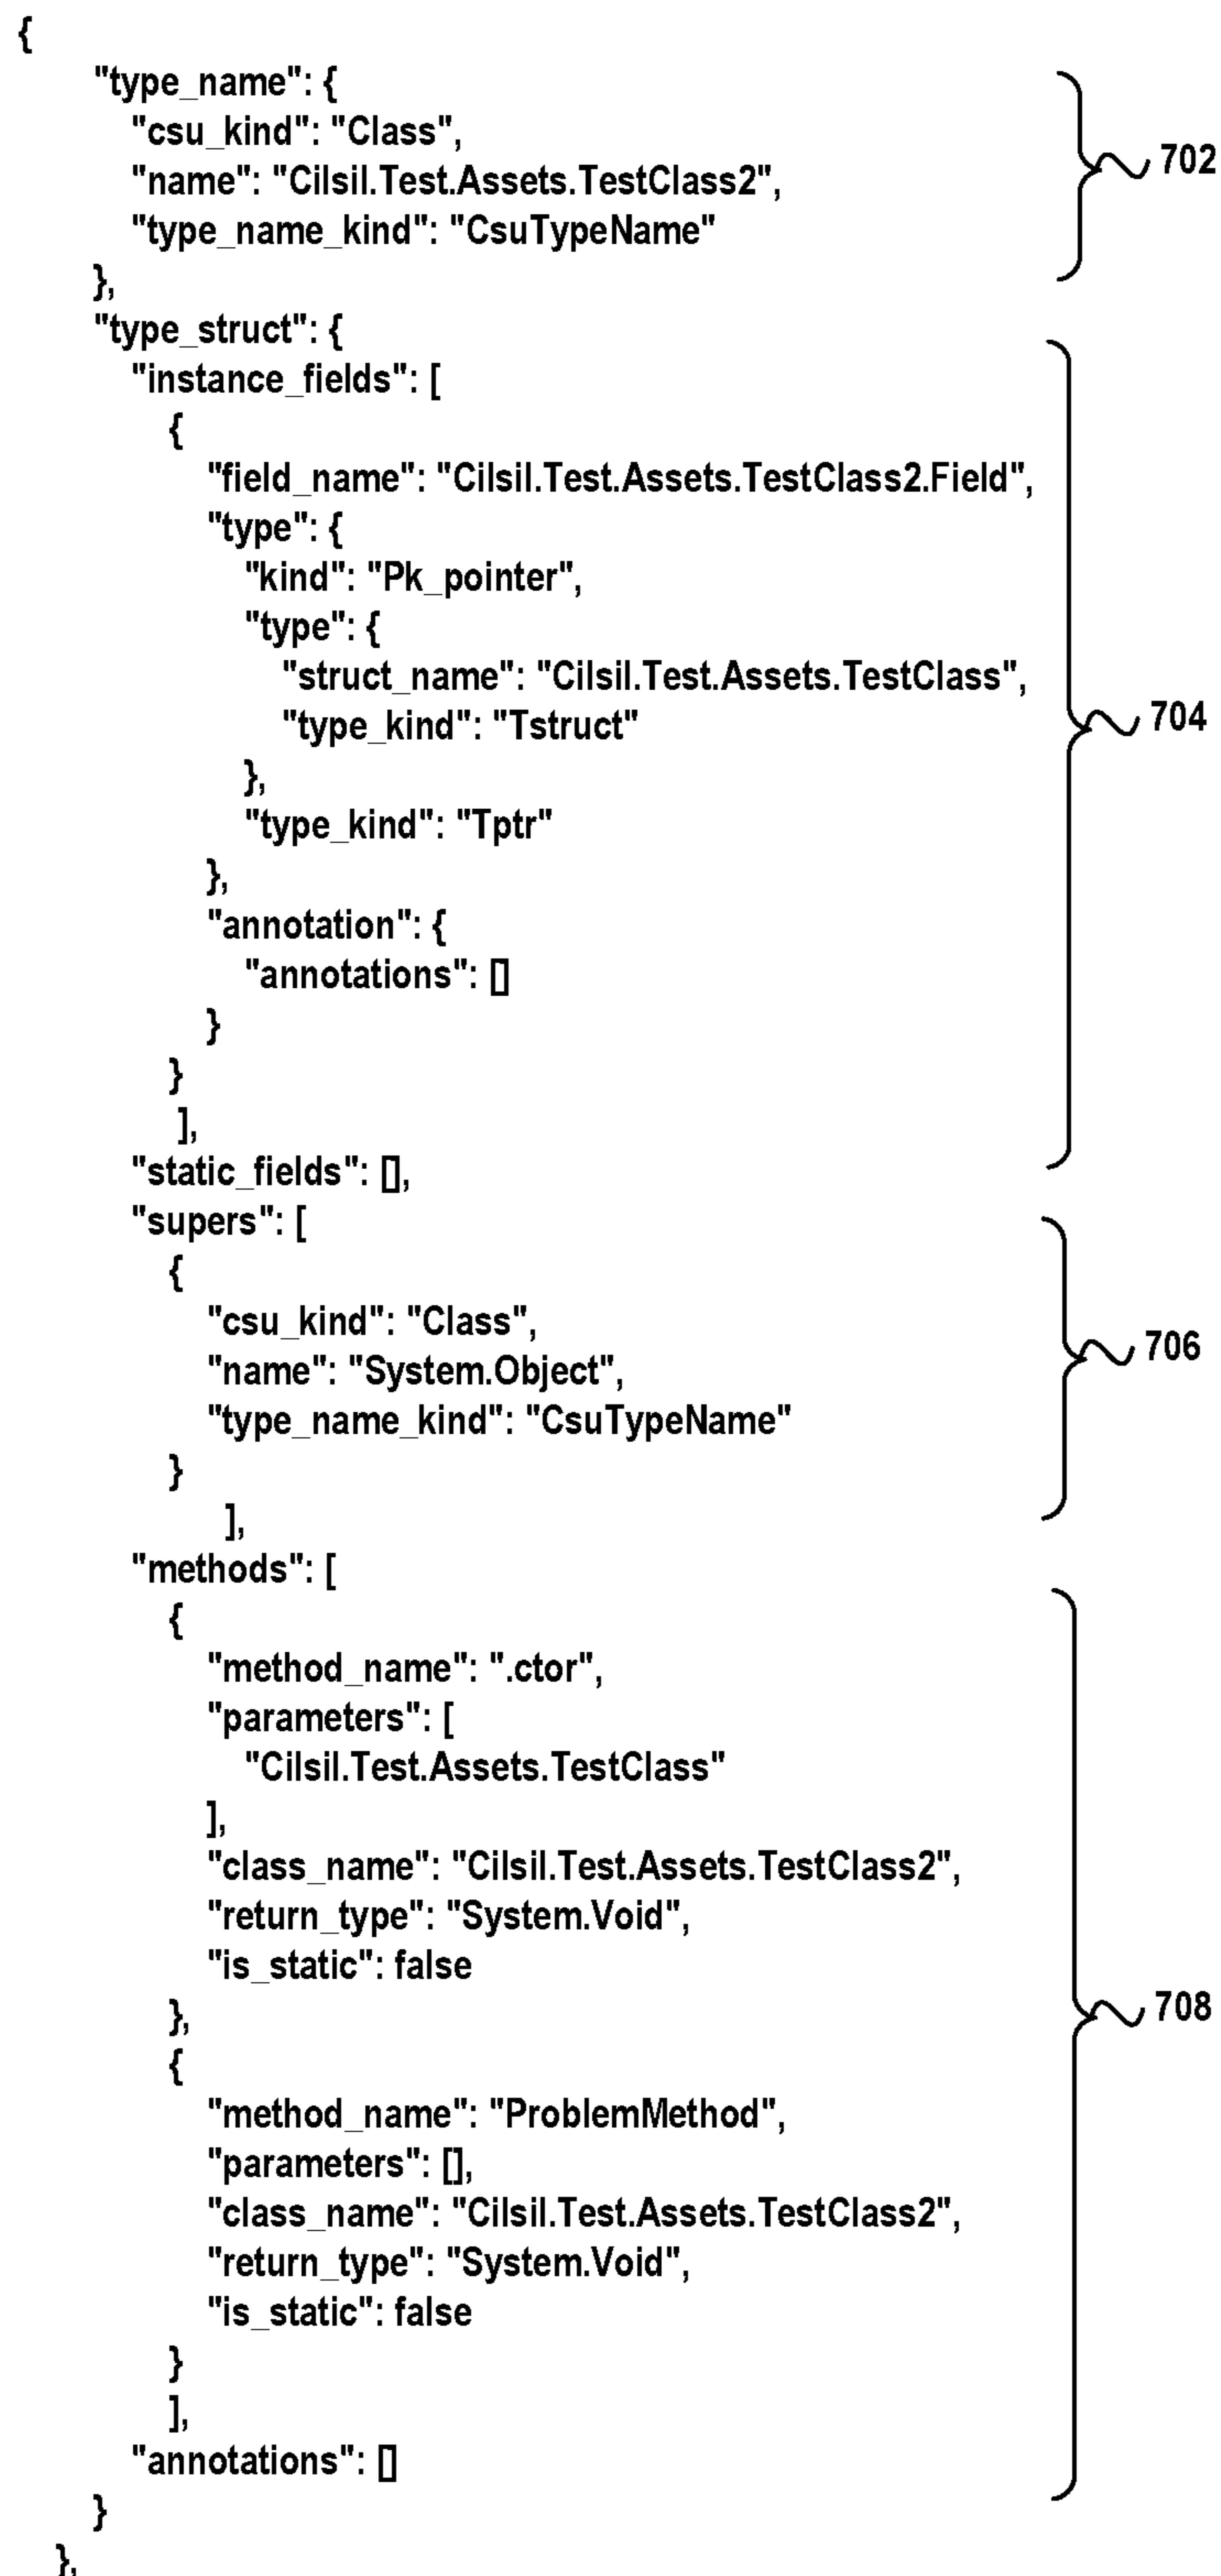 {
"type_name": {
"csu_kind": "Class",
"name": "Cilsil.Test.Assets.TestClass2",
"type_name_kind": "CsuTypeName"
},
702
"type_struct": {
"instance_fields": [
{
"field_name": "Cilsil.Test.Assets.TestClass2.Field",
"type": {
"kind": "Pk_pointer",
"type": {
"struct_name": "Cilsil.Test.Assets.TestClass",
"type_kind": "Tstruct"
},
"type_kind": "Tptr"
},
"annotation": {
"annotations": []
}
}
],
704
"static_fields": [],
"supers": [
{
"csu_kind": "Class",
"name": "System.Object",
"type_name_kind": "CsuTypeName"
}
],
706
"methods": [
{
"method_name": ".ctor",
"parameters": [
"Cilsil.Test.Assets.TestClass"
],
"class_name": "Cilsil.Test.Assets.TestClass2",
"return_type": "System.Void",
"is_static": false
},
{
"method_name": "ProblemMethod",
"parameters": [],
"class_name": "Cilsil.Test.Assets.TestClass2",
"return_type": "System.Void",
"is_static": false
}
],
"annotations": []
708
}
},